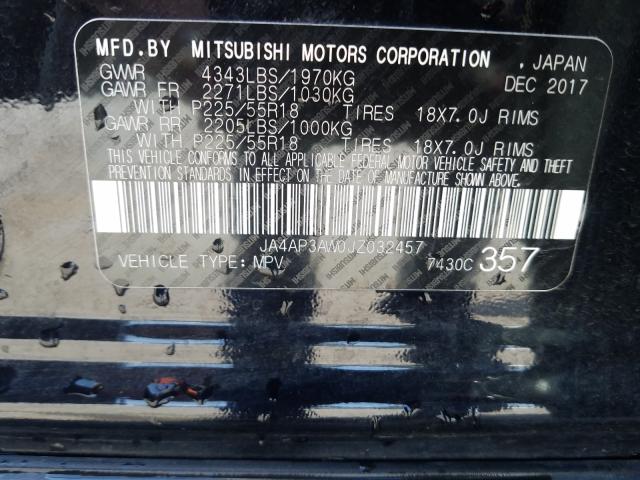 MFD.BY MITSUBISHI MOTORS CORPORATION . JAPAN
GVWR 4343LBS/1970KG DEC 2017
GAWR FR 2271LBS/1030KG
WITH P225/55R18 TIRES 18X7.0J RIMS
GAWR RR 2205LBS/1000KG
WITH P225/55R18 TIRES 18X7.0J RIMS
THIS VEHICLE CONFORMS TO ALL APPLICABLE FEDERAL MOTOR VEHICLE SAFETY AND THEFT
PREVENTION STANDARDS IN EFFECT ON THE DATE OF MANUFACTURE SHOWN ABOVE.
JA4AP3AW0JZ032457
VEHICLE TYPE: MPV 7430C 357